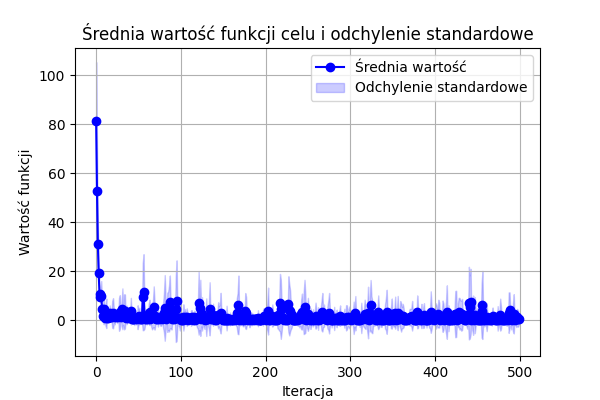 Średnia wartość funkcji celu i odchylenie standardowe
Średnia wartość
Odchylenie standardowe
Wartość funkcji
100
80
60
40
20
0
0 100 200 300 400 500
Iteracja